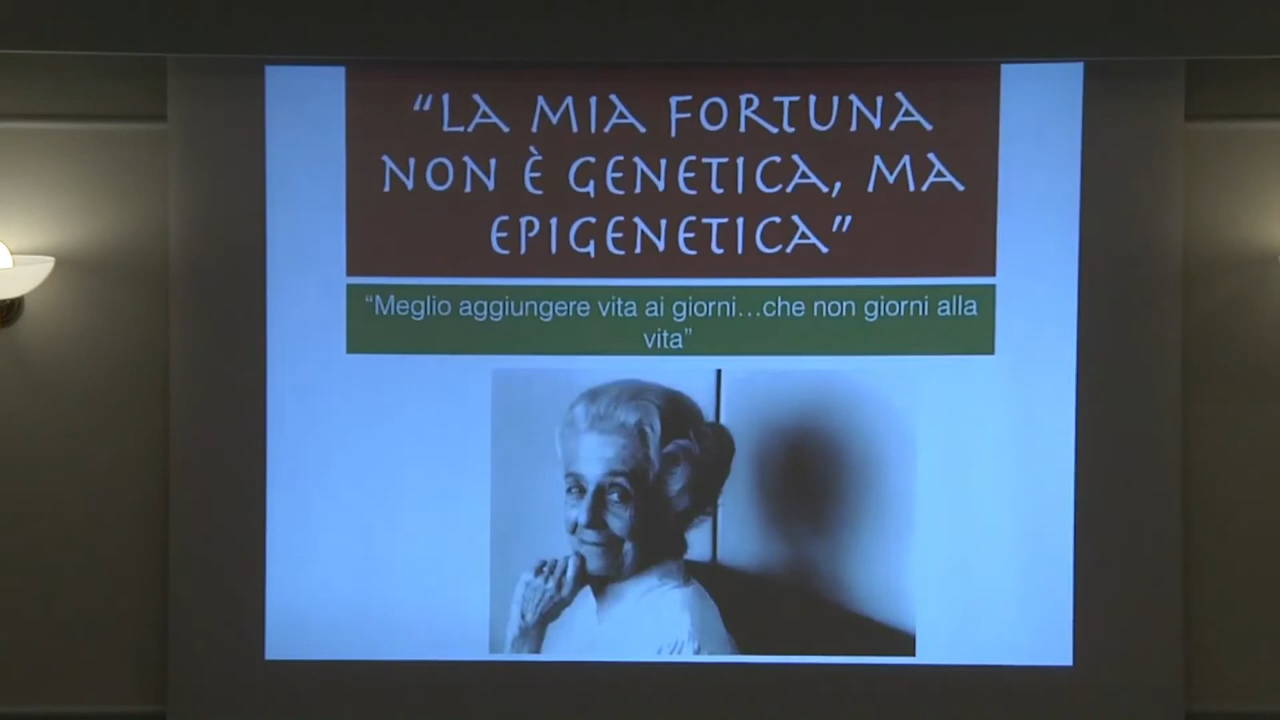 “LA MIA FORTUNA
NON È GENETICA, MA
EPIGENETICA”
“Meglio aggiungere vita ai giorni...che non giorni alla
vita”